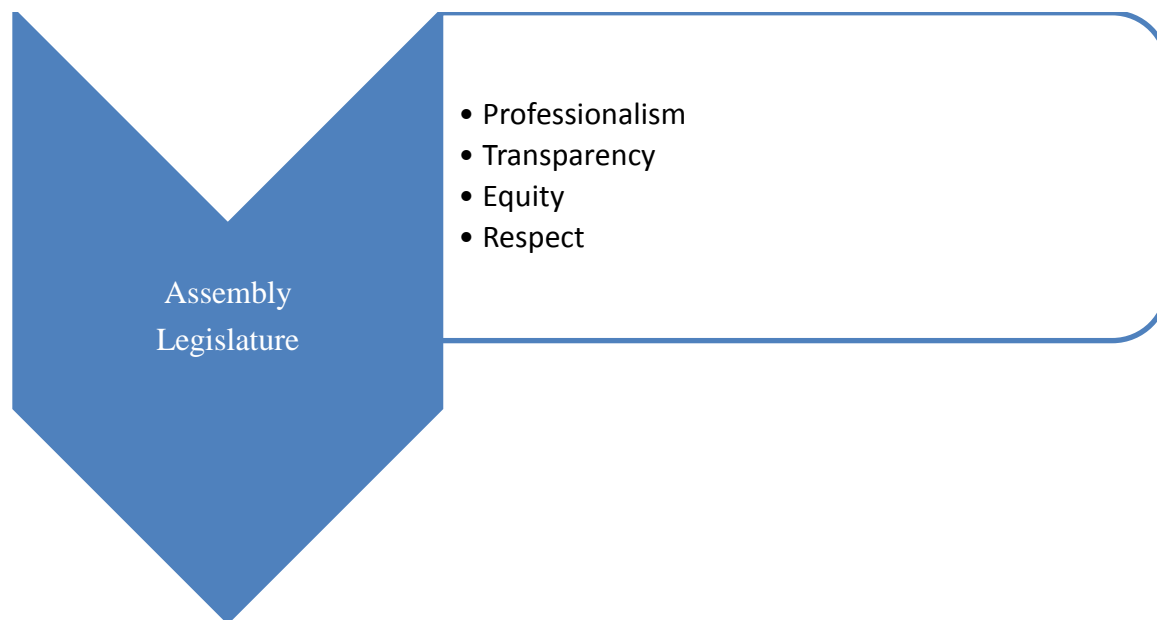 • Professionalism
• Transparency
• Equity
• Respect
Assembly
Legislature